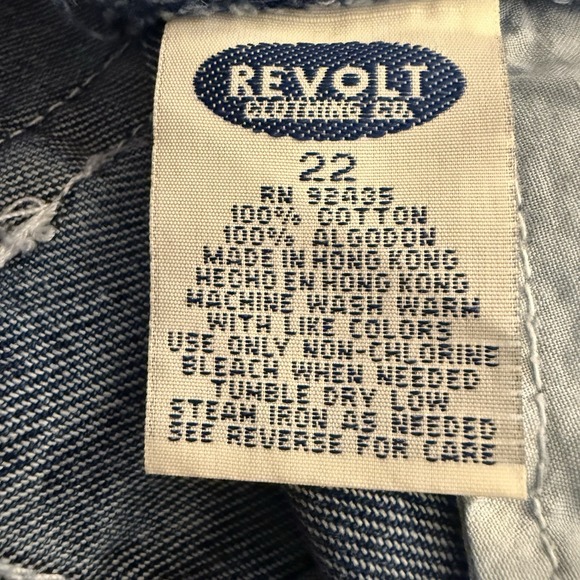 REVOLT
CLOTHING CO.
22
RN 92495
100% COTTON
100% ALGODON
MADE IN HONG KONG
HECHO EN HONG KONG
MACHINE WASH WARM
WITH LIKE COLORS
USE ONLY NON-CHLORINE
BLEACH WHEN NEEDED
TUMBLE DRY LOW
STEAM IRON AS NEEDED
SEE REVERSE FOR CARE